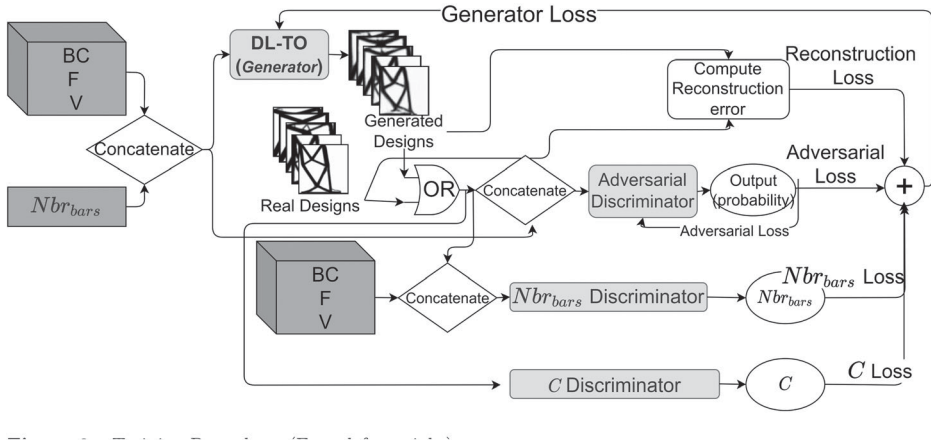 Generator Loss
BC
F
V
DL-TO
(Generator)
Generated
Designs
Compute
Reconstruction
error
Reconstruction
Loss
Concatenate
Nbr_bars
Real Designs
OR
Concatenate
Adversarial
Discriminator
Output
(probability)
Adversarial
Loss
+
Adversarial Loss
BC
F
V
Concatenate
Nbr_bars Discriminator
Nbr_bars Loss
Nbr_bars
C Discriminator
C
C Loss